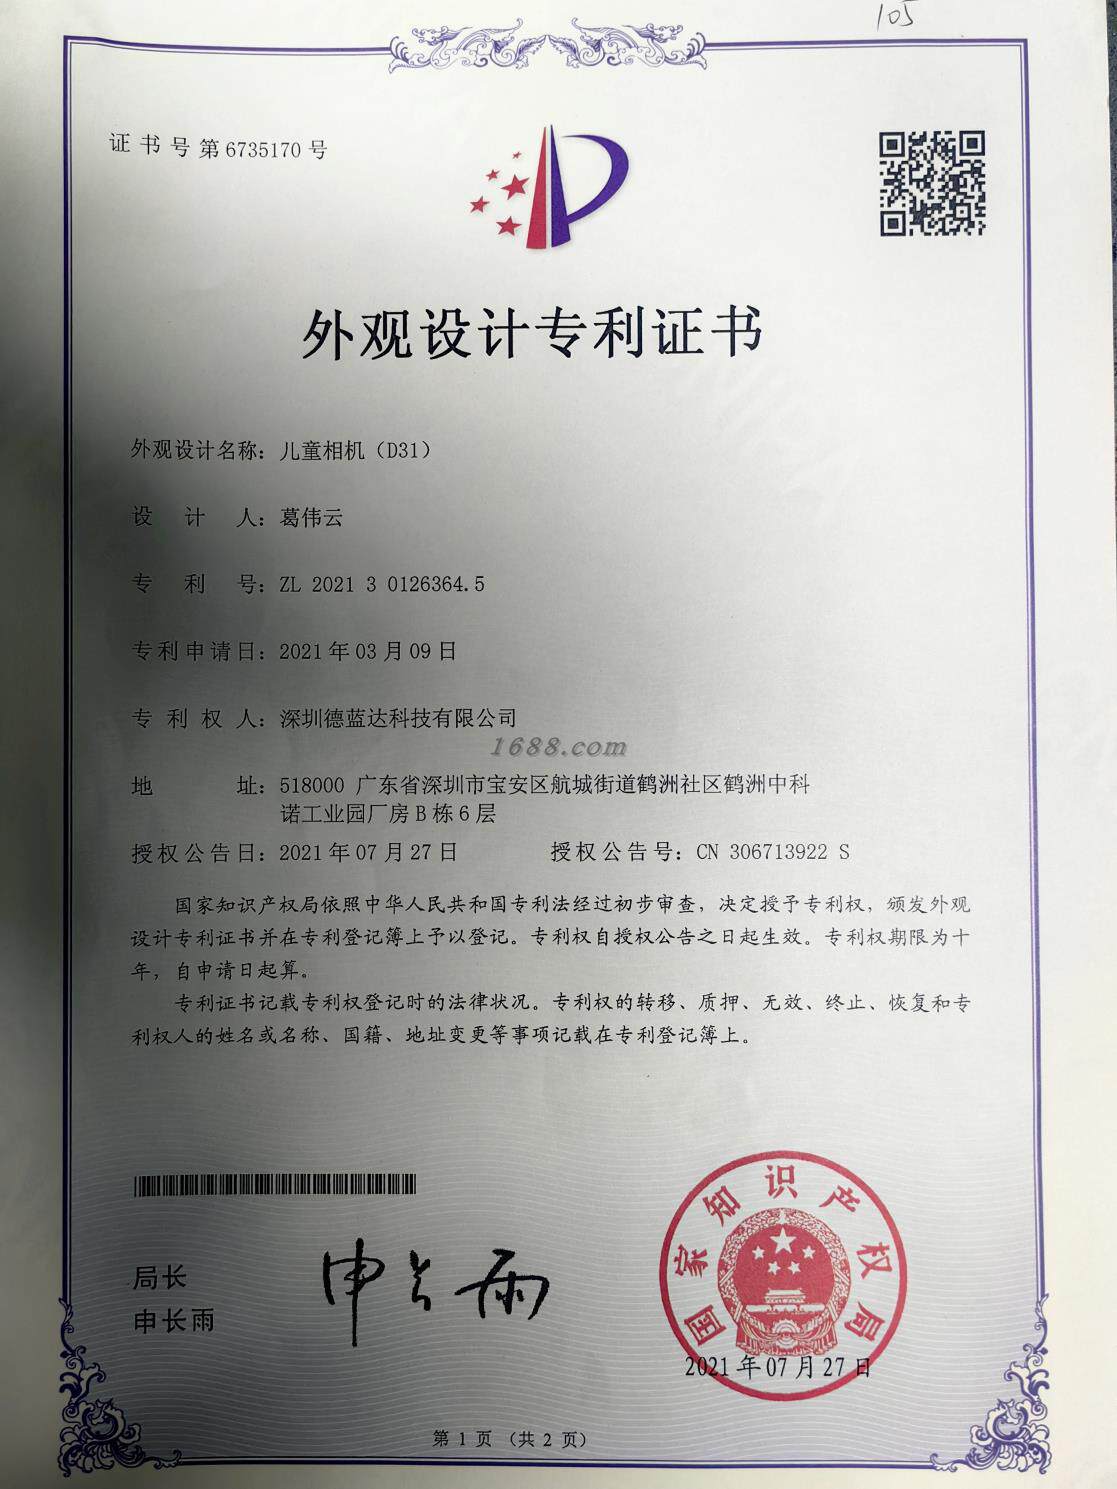 105
证书号第6735170号
外观设计专利证书
外观设计名称：儿童相机（D31）
设计人：葛伟云
专利号：ZL 2021 3 0126364.5
专利申请日：2021年03月09日
专利权人：深圳德蓝达科技有限公司
1688.com
地址：518000 广东省深圳市宝安区航城街道鹤洲社区鹤洲中科
诺工业园厂房B栋6层
授权公告日：2021年07月27日 授权公告号：CN 306713922 S
国家知识产权局依照中华人民共和国专利法经过初步审查，决定授予专利权，颁发外观
设计专利证书并在专利登记簿上予以登记。专利权自授权公告之日起生效。专利权期限为十
年，自申请日起算。
专利证书记载专利权登记时的法律状况。专利权的转移、质押、无效、终止、恢复和专
利权人的姓名或名称、国籍、地址变更等事项记载在专利登记簿上。
局长
申长雨
申长雨
国家知识产权局
2021年07月27日
第1页（共2页）